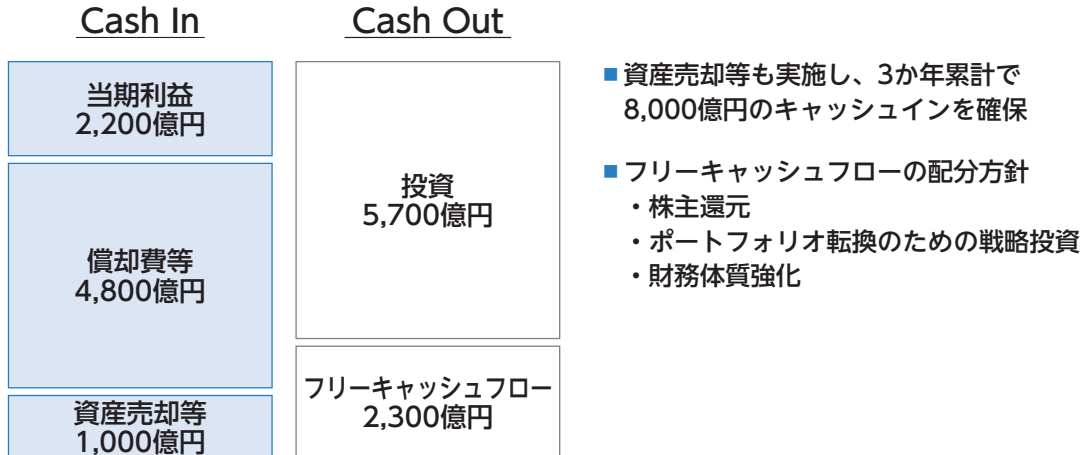 Cash In
当期利益
2,200億円
償却費等
4,800億円
資産売却等
1,000億円
Cash Out
投資
5,700億円
フリーキャッシュフロー
2,300億円
■資産売却等も実施し、3か年累計で
8,000億円のキャッシュインを確保
■フリーキャッシュフローの配分方針
・株主還元
・ポートフォリオ転換のための戦略投資
・財務体質強化